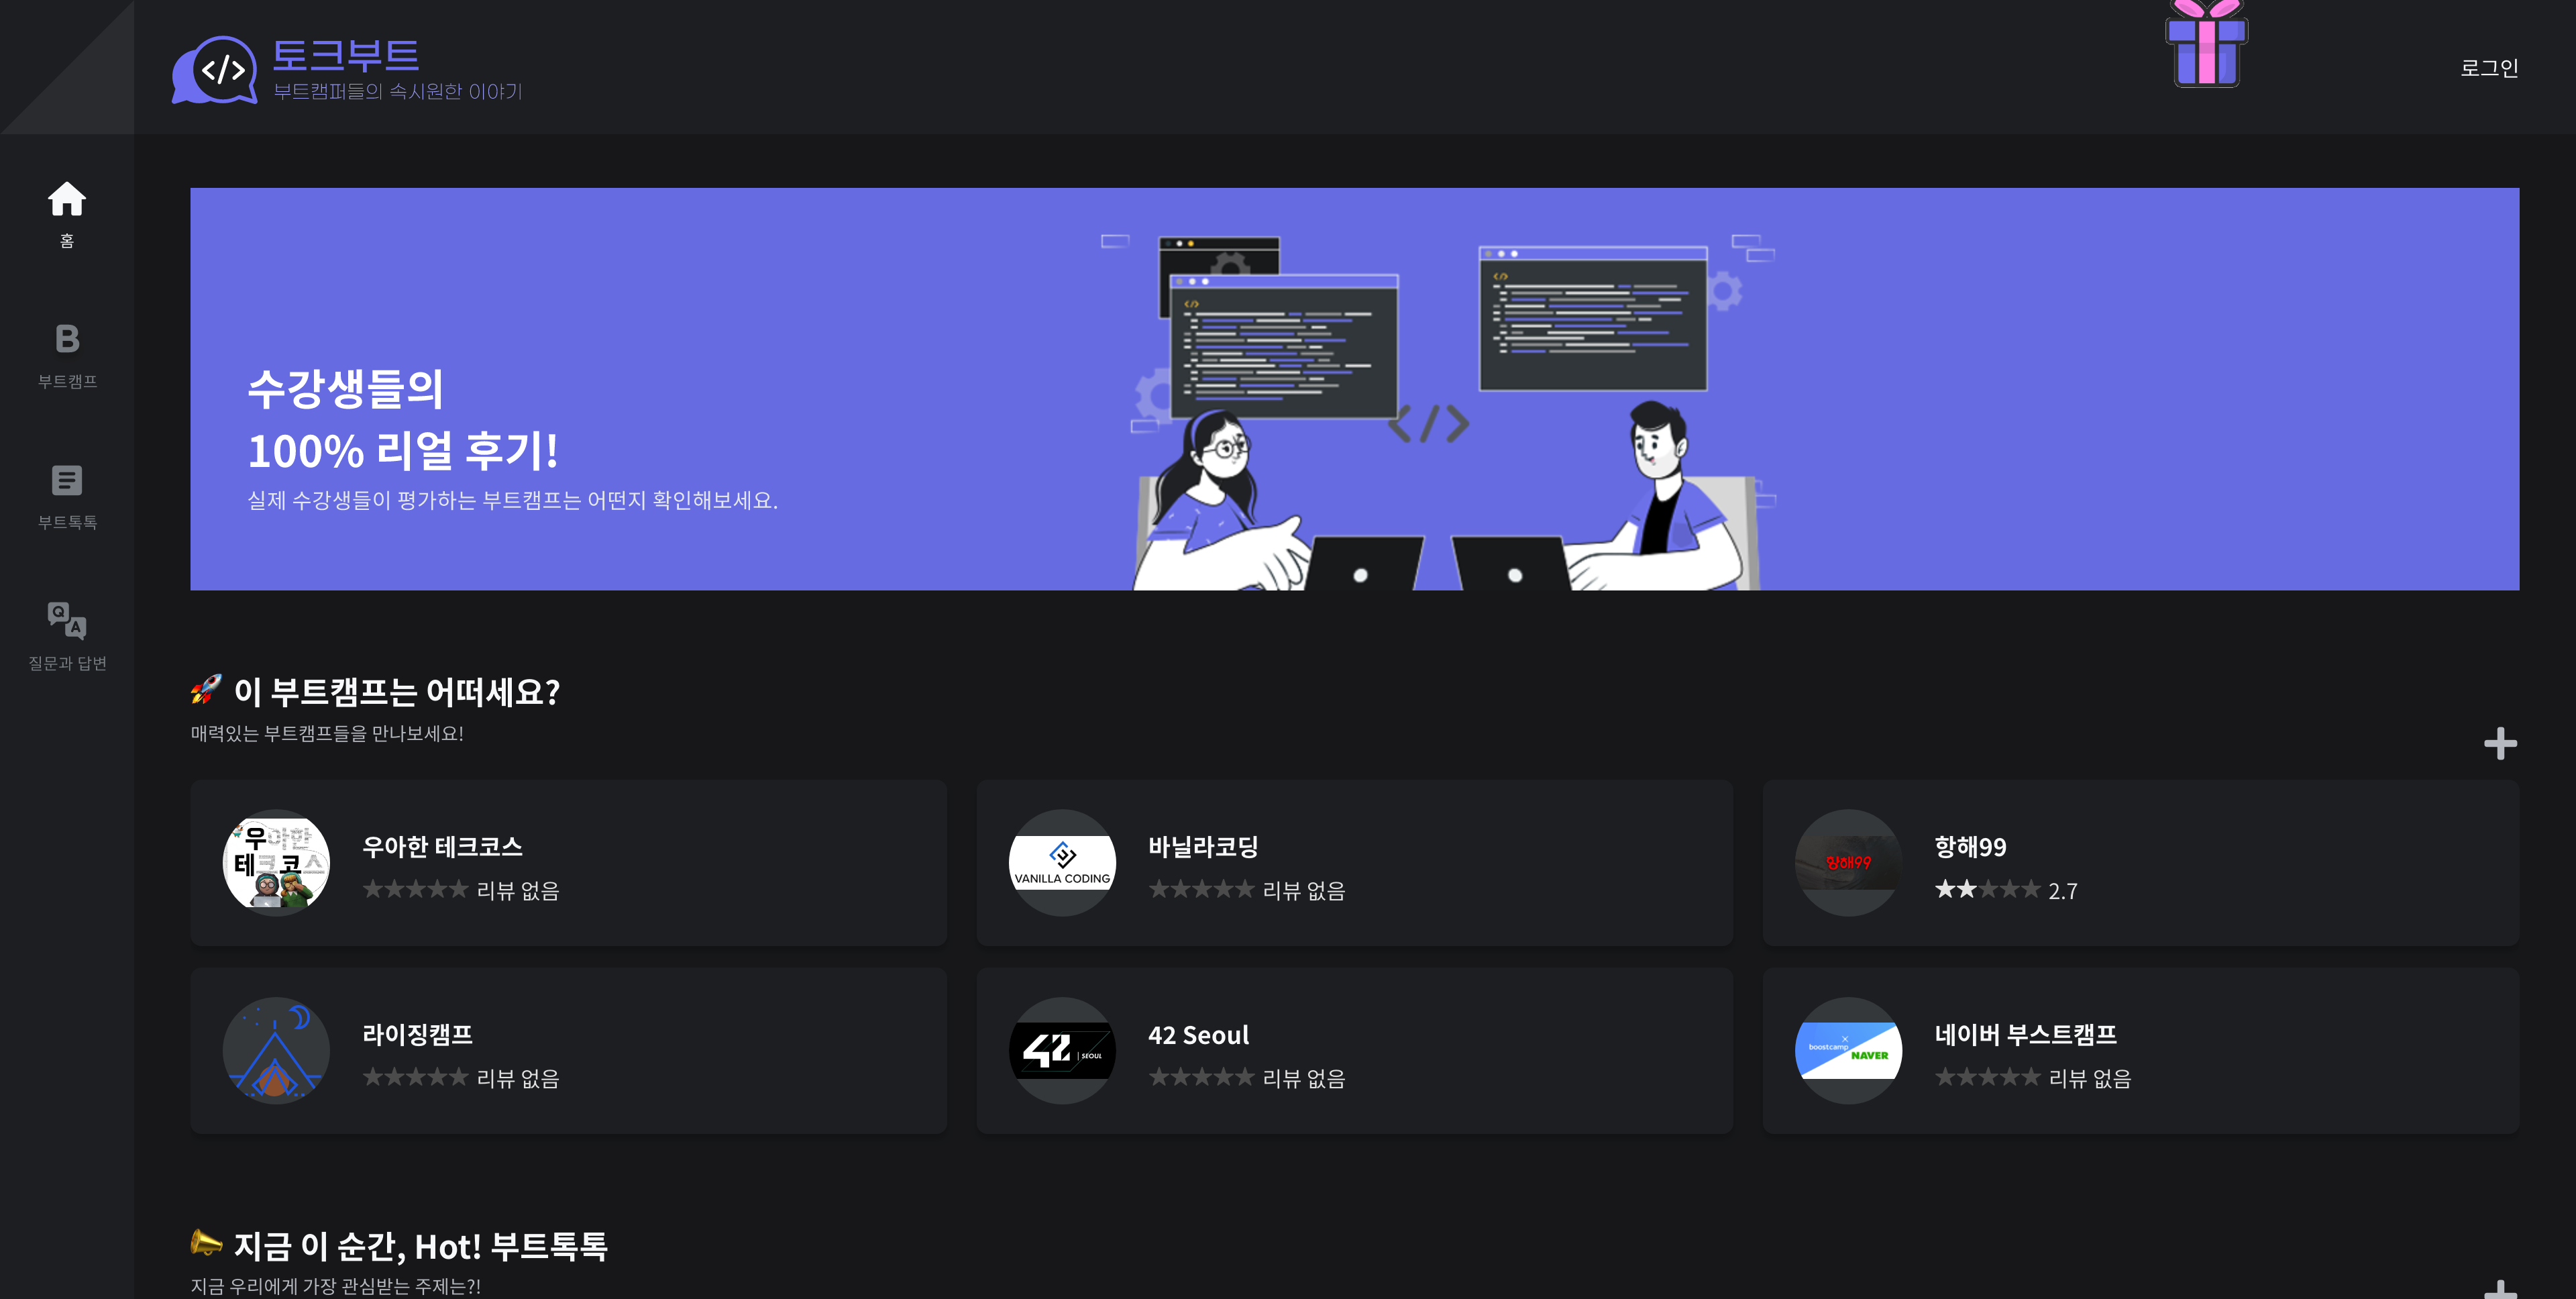 토크부트
부트캠퍼들의 속시원한 이야기
로그인
홈
B
부트캠프
부트톡톡
Q A
질문과 답변
수강생들의
100% 리얼 후기!
실제 수강생들이 평가하는 부트캠프는 어떤지 확인해보세요.
</>
</>
</>
이 부트캠프는 어떠세요?
매력있는 부트캠프들을 만나보세요!
우아한
테크코스
우아한 테크코스
리뷰 없음
VANILLA CODING
바닐라코딩
리뷰 없음
항해99
항해99
2.7
라이징캠프
리뷰 없음
42 | SEOUL
42 Seoul
리뷰 없음
boostcamp × NAVER
네이버 부스트캠프
리뷰 없음
지금 이 순간, Hot! 부트톡톡
지금 우리에게 가장 관심받는 주제는?!